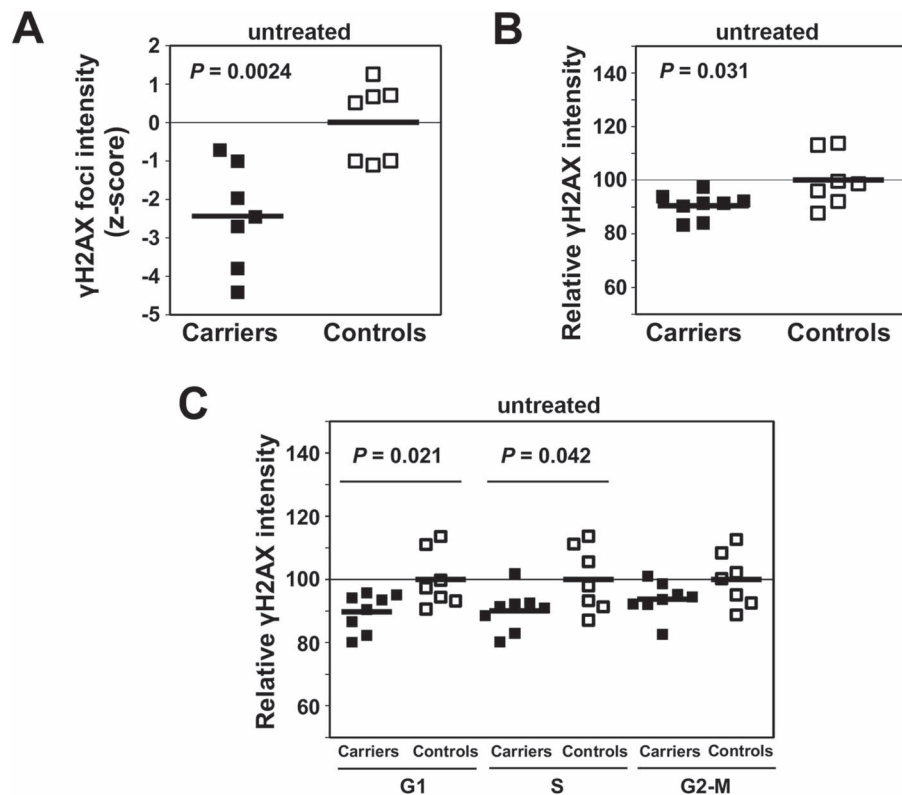 A
untreated
P = 0.0024
γH2AX foci intensity
(z-score)
2
1
0
-1
-2
-3
-4
-5
Carriers
Controls
B
untreated
P = 0.031
Relative γH2AX intensity
140
120
100
80
60
Carriers
Controls
C
untreated
P = 0.021
P = 0.042
Relative γH2AX intensity
140
120
100
80
60
Carriers Controls Carriers Controls Carriers Controls
G1 S G2-M